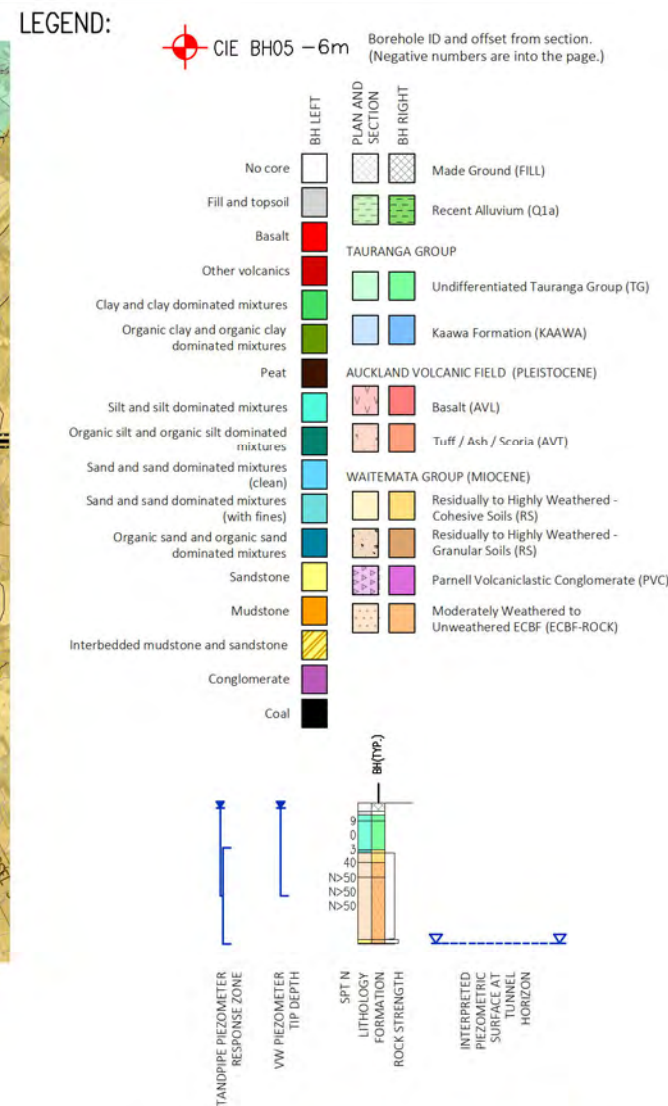 LEGEND:
CIE BH05 -6m
Borehole ID and offset from section.
(Negative numbers are into the page.)
BH LEFT
PLAN AND
SECTION
BH RIGHT
No core
Fill and topsoil
Basalt
Other volcanics
Clay and clay dominated mixtures
Organic clay and organic clay
dominated mixtures
Peat
Silt and silt dominated mixtures
Organic silt and organic silt dominated
mixtures
Sand and sand dominated mixtures
(clean)
Sand and sand dominated mixtures
(with fines)
Organic sand and organic sand
dominated mixtures
Sandstone
Mudstone
Interbedded mudstone and sandstone
Conglomerate
Coal
Made Ground (FILL)
Recent Alluvium (Q1a)
TAURANGA GROUP
Undifferentiated Tauranga Group (TG)
Kaawa Formation (KAAWA)
AUCKLAND VOLCANIC FIELD (PLEISTOCENE)
Basalt (AVL)
Tuff / Ash / Scoria (AVT)
WAITEMATA GROUP (MIOCENE)
Residually to Highly Weathered -
Cohesive Soils (RS)
Residually to Highly Weathered -
Granular Soils (RS)
Parnell Volcaniclastic Conglomerate (PVC)
Moderately Weathered to
Unweathered ECBF (ECBF-ROCK)
BH(TYP.)
9
0
3
40
N>50
N>50
N>50
TANDPIPE PIEZOMETER
RESPONSE ZONE
VW PIEZOMETER
TIP DEPTH
SPT N
LITHOLOGY
FORMATION
ROCK STRENGTH
INTERPRETED
PIEZOMETRIC
SURFACE AT
TUNNEL
HORIZON